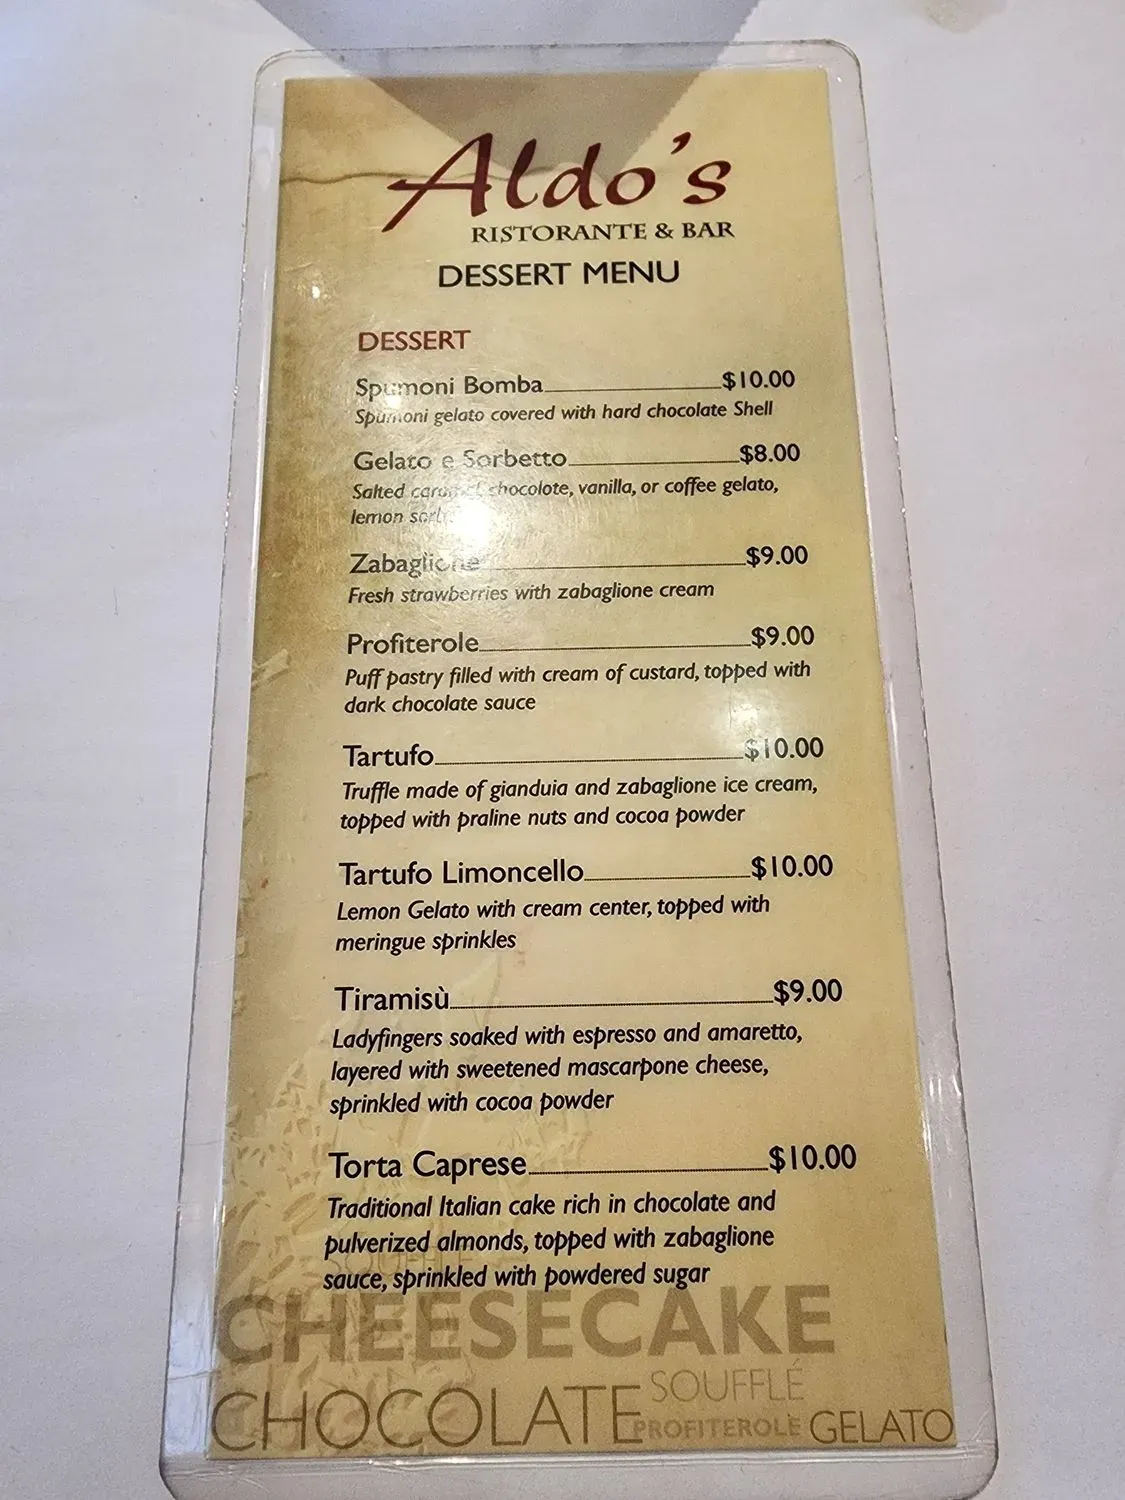 Aldo's
RISTORANTE & BAR
DESSERT MENU
DESSERT
Spumoni Bomba $10.00
Spumoni gelato covered with hard chocolate Shell
Gelato e Sorbetto $8.00
Salted caramel, chocolote, vanilla, or coffee gelato,
lemon
Zabaglione $9.00
Fresh strawberries with zabaglione cream
Profiterole $9.00
Puff pastry filled with cream of custard, topped with
dark chocolate sauce
Tartufo $10.00
Truffle made of gianduia and zabaglione ice cream,
topped with praline nuts and cocoa powder
Tartufo Limoncello $10.00
Lemon Gelato with cream center, topped with
meringue sprinkles
Tiramisù $9.00
Ladyfingers soaked with espresso and amaretto,
layered with sweetened mascarpone cheese,
sprinkled with cocoa powder
Torta Caprese $10.00
Traditional Italian cake rich in chocolate and
pulverized almonds, topped with zabaglione
sauce, sprinkled with powdered sugar
CHEESECAKE
SOUFFLÉ
CHOCOLATE PROFITEROLE GELATO